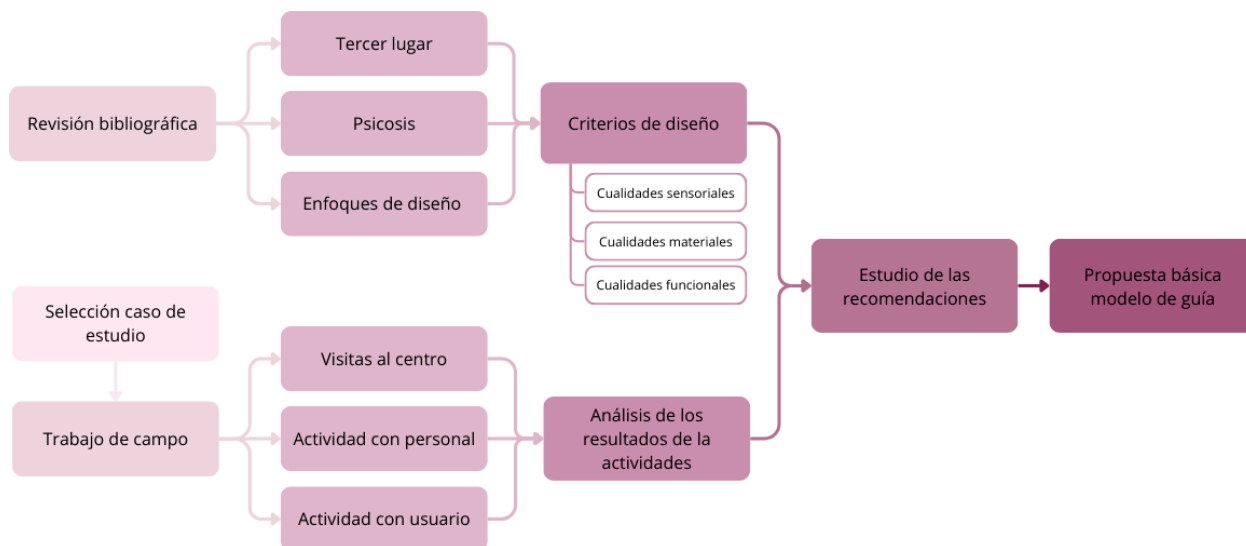 Revisión bibliográfica
Tercer lugar
Psicosis
Enfoques de diseño
Criterios de diseño
Cualidades sensoriales
Cualidades materiales
Cualidades funcionales
Selección caso de
estudio
Trabajo de campo
Visitas al centro
Actividad con personal
Actividad con usuario
Análisis de los
resultados de la
actividades
Estudio de las
recomendaciones
Propuesta básica
modelo de guía